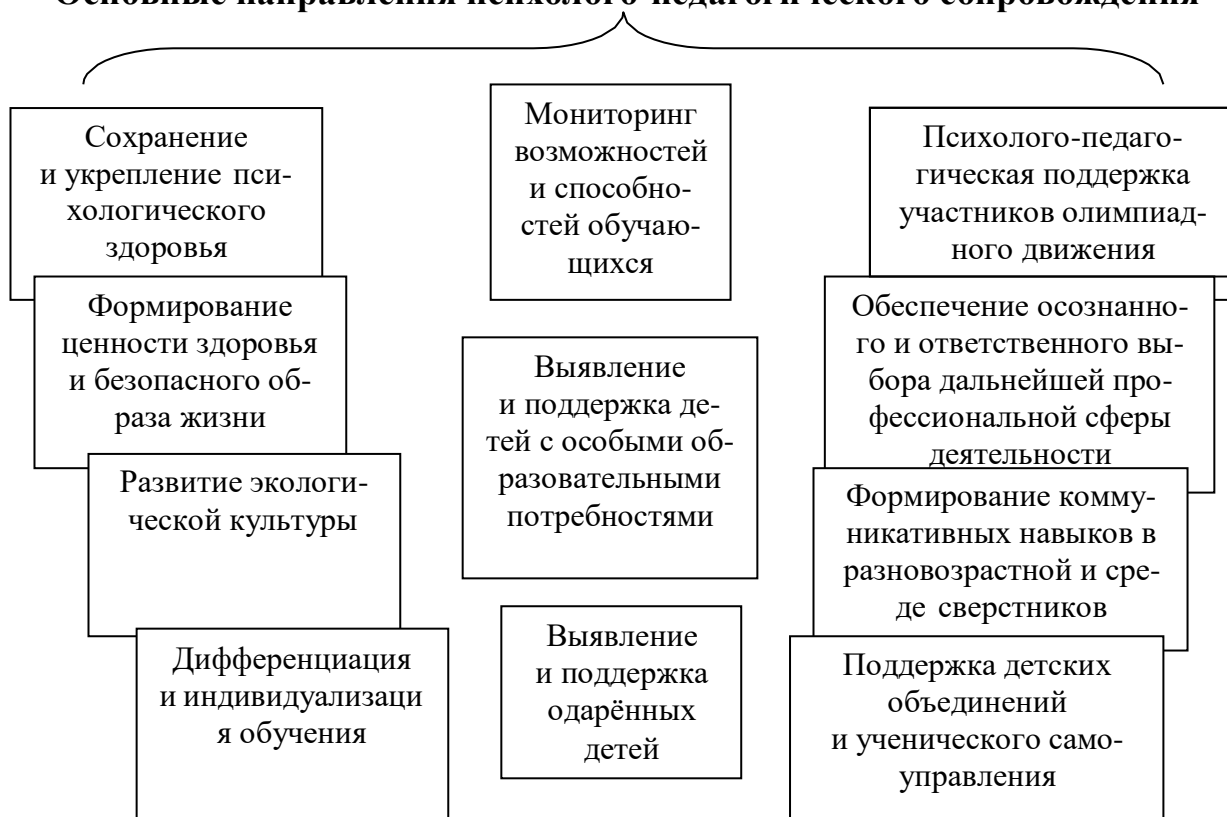 Основные направления психолого-педагогического сопровождения
Сохранение
и укрепление пси-
хологического
здоровья
Формирование
ценности здоровья
и безопасного об-
раза жизни
Развитие экологи-
ческой культуры
Дифференциация
и индивидуализаци
я обучения
Мониторинг
возможностей
и способно-
стей обучаю-
щихся
Выявление
и поддержка де-
тей с особыми об-
разовательными
потребностями
Выявление
и поддержка
одарённых
детей
Психолого-педаго-
гическая поддержка
участников олимпиад-
ного движения
Обеспечение осознанно-
го и ответственного вы-
бора дальнейшей про-
фессиональной сферы
деятельности
Формирование комму-
никативных навыков в
разновозрастной и сре-
де сверстников
Поддержка детских
объединений
и ученического само-
управления